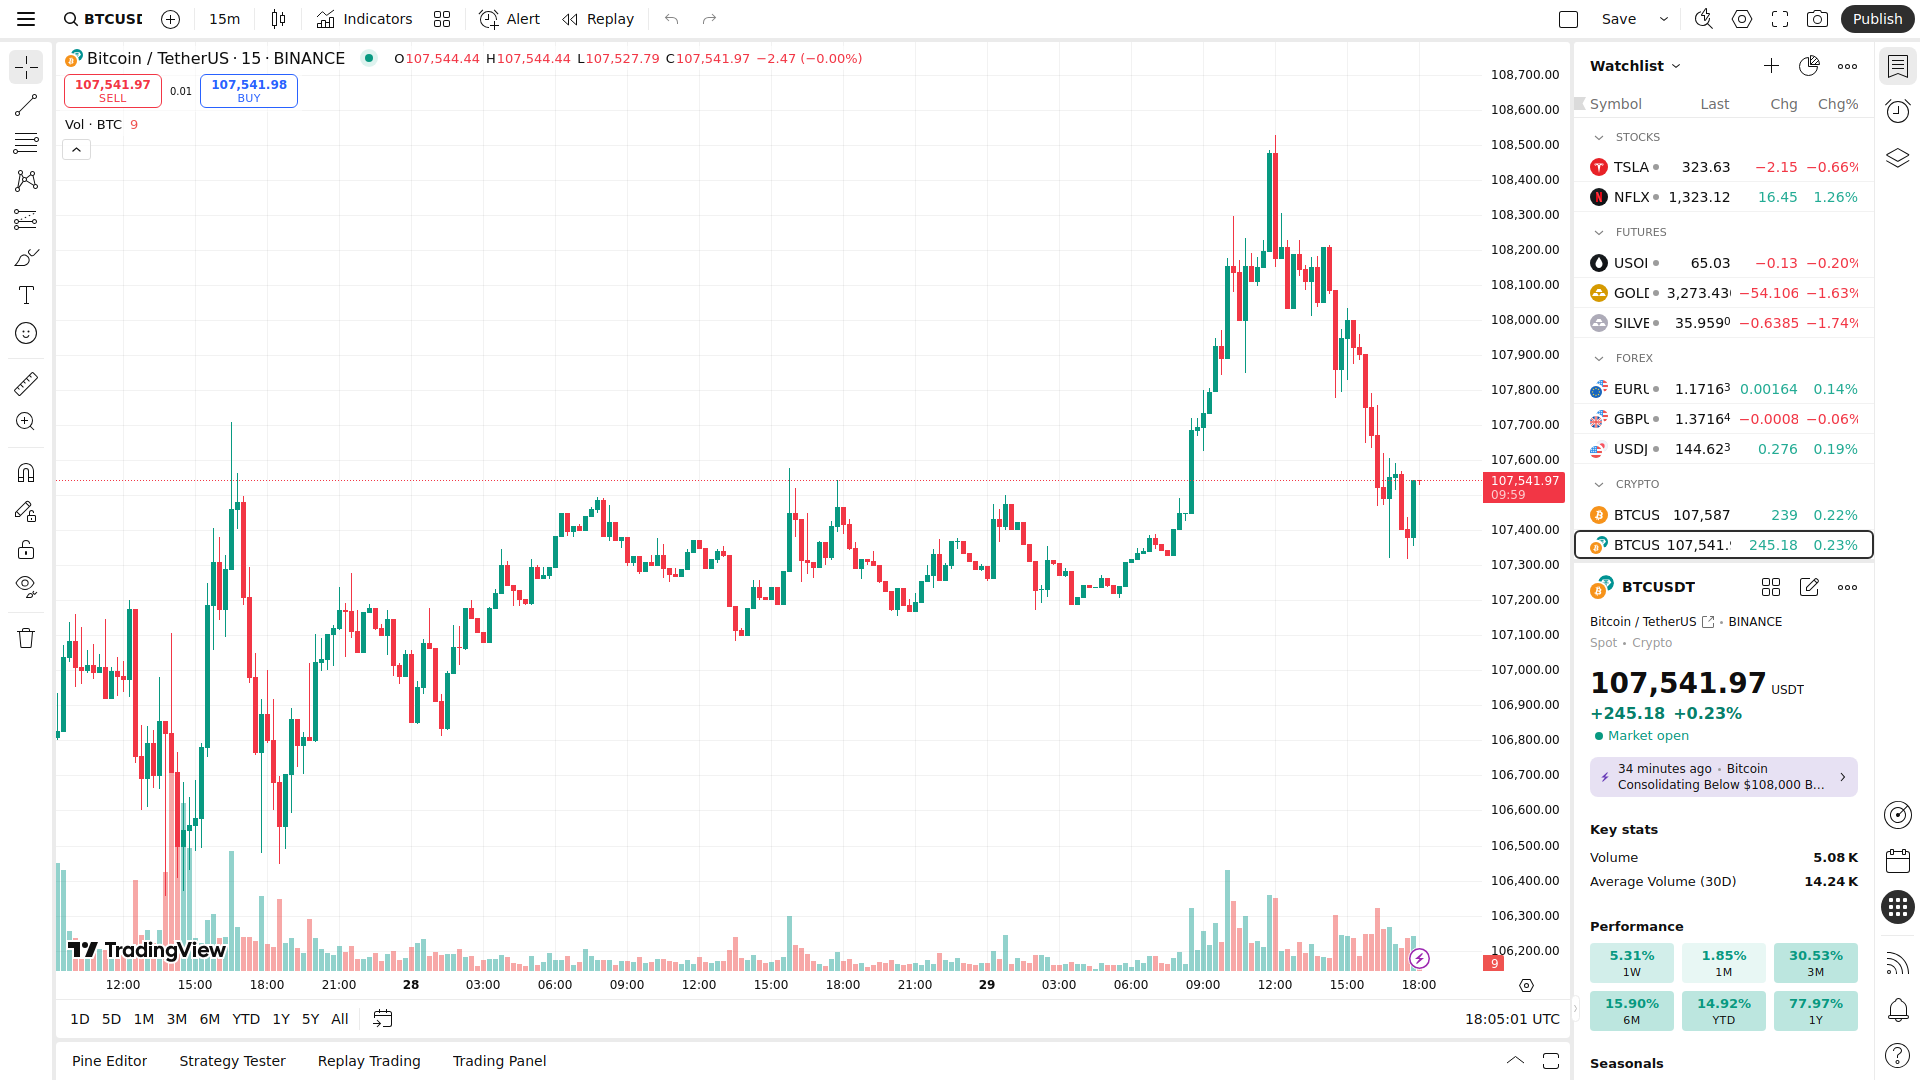 BTCUSD 15m Indicators Alert Replay Save Publish
Bitcoin / TetherUS · 15 · BINANCE O107,544.44 H107,544.44 L107,527.79 C107,541.97 −2.47 (−0.00%)
107,541.97 SELL
0.01
107,541.98 BUY
Vol · BTC 9
108,700.00
108,600.00
108,500.00
108,400.00
108,300.00
108,200.00
108,100.00
108,000.00
107,900.00
107,800.00
107,700.00
107,600.00
107,541.97
09:59
107,400.00
107,300.00
107,200.00
107,100.00
107,000.00
106,900.00
106,800.00
106,700.00
106,600.00
106,500.00
106,400.00
106,300.00
106,200.00
9
TradingView
12:00 15:00 18:00 21:00 28 03:00 06:00 09:00 12:00 15:00 18:00 21:00 29 03:00 06:00 09:00 12:00 15:00 18:00
1D 5D 1M 3M 6M YTD 1Y 5Y All 18:05:01 UTC
Pine Editor Strategy Tester Replay Trading Trading Panel
Watchlist
Symbol Last Chg Chg%
STOCKS
TSLA 323.63 −2.15 −0.66%
NFLX 1,323.12 16.45 1.26%
FUTURES
USOI 65.03 −0.13 −0.20%
GOLD 3,273.430 −54.106 −1.63%
SILVE 35.9590 −0.6385 −1.74%
FOREX
EURU 1.17163 0.00164 0.14%
GBPU 1.37164 −0.0008 −0.06%
USDJ 144.623 0.276 0.19%
CRYPTO
BTCUS 107,587 239 0.22%
BTCUS 107,541.9 245.18 0.23%
BTCUSDT
Bitcoin / TetherUS • BINANCE
Spot • Crypto
107,541.97 USDT
+245.18 +0.23%
Market open
34 minutes ago • Bitcoin
Consolidating Below $108,000 B...
Key stats
Volume 5.08 K
Average Volume (30D) 14.24 K
Performance
5.31% 1.85% 30.53%
1W 1M 3M
15.90% 14.92% 77.97%
6M YTD 1Y
Seasonals